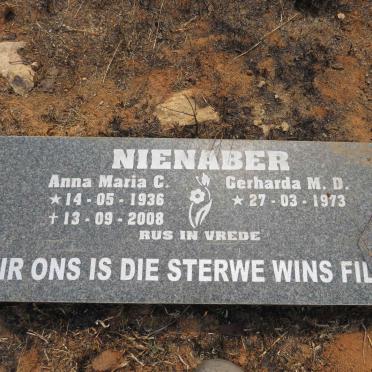 NIENABER
Anna Maria C. Gerharda M. D.
★14 - 05 - 1936 ★ 27 - 03 - 1973
✝13 - 09 - 2008
RUS IN VREDE
IR ONS IS DIE STERWE WINS FIL